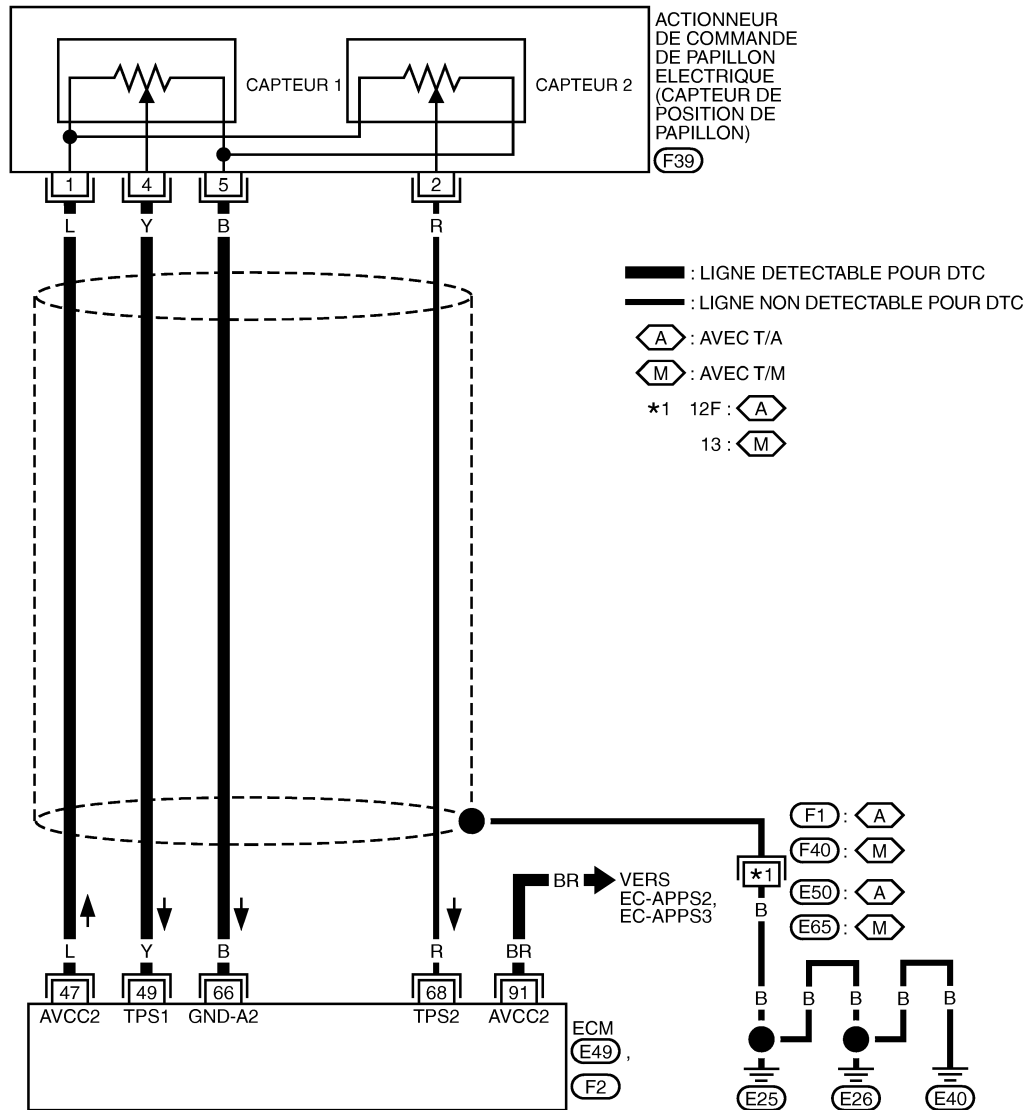 ACTIONNEUR
DE COMMANDE
DE PAPILLON
ELECTRIQUE
(CAPTEUR DE
POSITION DE
PAPILLON)
F39
CAPTEUR 1
CAPTEUR 2
1 4 5 2
L Y B R
: LIGNE DETECTABLE POUR DTC
: LIGNE NON DETECTABLE POUR DTC
A : AVEC T/A
M : AVEC T/M
*1 12F : A
13 : M
F1 : A
F40 : M
*1
E50 : A
E65 : M
BR VERS
EC-APPS2,
EC-APPS3
B
L Y B R BR
47 49 66 68 91
AVCC2 TPS1 GND-A2 TPS2 AVCC2
ECM
E49 ,
F2
B B B B B
E25 E26 E40